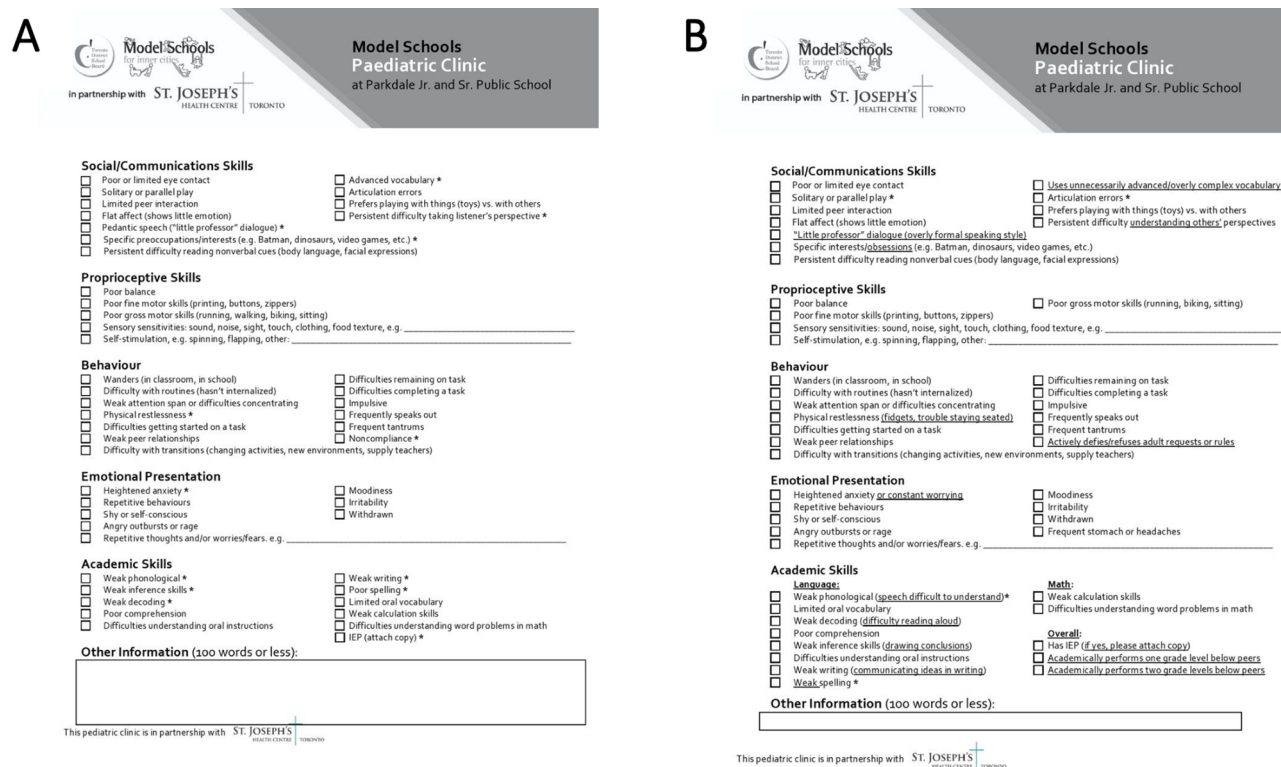 A
Toronto District School Board
Model Schools
for inner cities
in partnership with ST. JOSEPH'S
HEALTH CENTRE TORONTO
Model Schools
Paediatric Clinic
at Parkdale Jr. and Sr. Public School
Social/Communications Skills
Poor or limited eye contact
Solitary or parallel play
Limited peer interaction
Flat affect (shows little emotion)
Pedantic speech ("little professor" dialogue) *
Specific preoccupations/interests (e.g. Batman, dinosaurs, video games, etc.) *
Persistent difficulty reading nonverbal cues (body language, facial expressions)
Advanced vocabulary *
Articulation errors
Prefers playing with things (toys) vs. with others
Persistent difficulty taking listener's perspective *
Proprioceptive Skills
Poor balance
Poor fine motor skills (printing, buttons, zippers)
Poor gross motor skills (running, walking, biking, sitting)
Sensory sensitivities: sound, noise, sight, touch, clothing, food texture, e.g. ____
Self-stimulation, e.g. spinning, flapping, other: ____
Behaviour
Wanders (in classroom, in school)
Difficulty with routines (hasn't internalized)
Weak attention span or difficulties concentrating
Physical restlessness *
Difficulties getting started on a task
Weak peer relationships
Difficulty with transitions (changing activities, new environments, supply teachers)
Difficulties remaining on task
Difficulties completing a task
Impulsive
Frequently speaks out
Frequent tantrums
Noncompliance *
Emotional Presentation
Heightened anxiety *
Repetitive behaviours
Shy or self-conscious
Angry outbursts or rage
Repetitive thoughts and/or worries/fears. e.g. ____
Moodiness
Irritability
Withdrawn
Academic Skills
Weak phonological *
Weak inference skills *
Weak decoding *
Poor comprehension
Difficulties understanding oral instructions
Weak writing *
Poor spelling *
Limited oral vocabulary
Weak calculation skills
Difficulties understanding word problems in math
IEP (attach copy) *
Other Information (100 words or less):
This pediatric clinic is in partnership with ST. JOSEPH'S
HEALTH CENTRE TORONTO
B
Toronto District School Board
Model Schools
for inner cities
in partnership with ST. JOSEPH'S
HEALTH CENTRE TORONTO
Model Schools
Paediatric Clinic
at Parkdale Jr. and Sr. Public School
Social/Communications Skills
Poor or limited eye contact
Solitary or parallel play *
Limited peer interaction
Flat affect (shows little emotion)
"Little professor" dialogue (overly formal speaking style)
Specific interests/obsessions (e.g. Batman, dinosaurs, video games, etc.)
Persistent difficulty reading nonverbal cues (body language, facial expressions)
Uses unnecessarily advanced/overly complex vocabulary
Articulation errors *
Prefers playing with things (toys) vs. with others
Persistent difficulty understanding others' perspectives
Proprioceptive Skills
Poor balance
Poor fine motor skills (printing, buttons, zippers)
Poor gross motor skills (running, biking, sitting)
Sensory sensitivities: sound, noise, sight, touch, clothing, food texture, e.g. ____
Self-stimulation, e.g. spinning, flapping, other: ____
Behaviour
Wanders (in classroom, in school)
Difficulty with routines (hasn't internalized)
Weak attention span or difficulties concentrating
Physical restlessness (fidgets, trouble staying seated)
Difficulties getting started on a task
Weak peer relationships
Difficulty with transitions (changing activities, new environments, supply teachers)
Difficulties remaining on task
Difficulties completing a task
Impulsive
Frequently speaks out
Frequent tantrums
Actively defies/refuses adult requests or rules
Emotional Presentation
Heightened anxiety or constant worrying
Repetitive behaviours
Shy or self-conscious
Angry outbursts or rage
Repetitive thoughts and/or worries/fears. e.g. ____
Moodiness
Irritability
Withdrawn
Frequent stomach or headaches
Academic Skills
Language:
Weak phonological (speech difficult to understand)*
Limited oral vocabulary
Weak decoding (difficulty reading aloud)
Poor comprehension
Weak inference skills (drawing conclusions)
Difficulties understanding oral instructions
Weak writing (communicating ideas in writing)
Weak spelling *
Math:
Weak calculation skills
Difficulties understanding word problems in math
Overall:
Has IEP (if yes, please attach copy)
Academically performs one grade level below peers
Academically performs two grade levels below peers
Other Information (100 words or less):
This pediatric clinic is in partnership with ST. JOSEPH'S
HEALTH CENTRE TORONTO